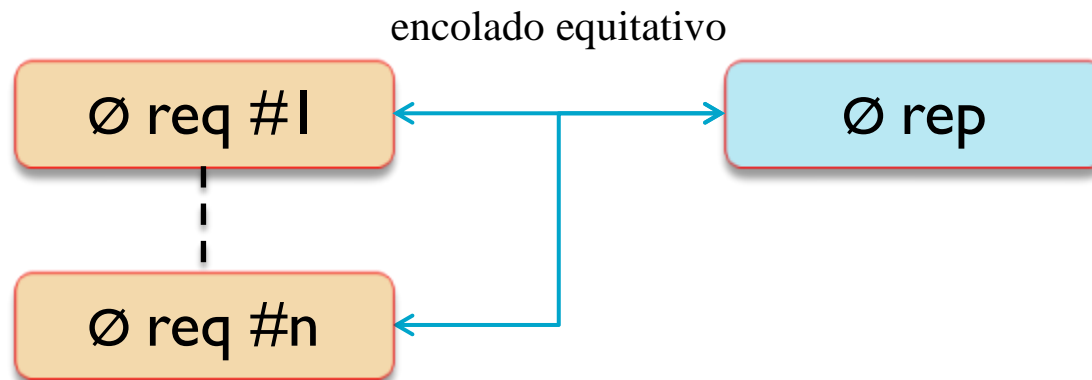 encolado equitativo
Ø req #1
Ø rep
Ø req #n